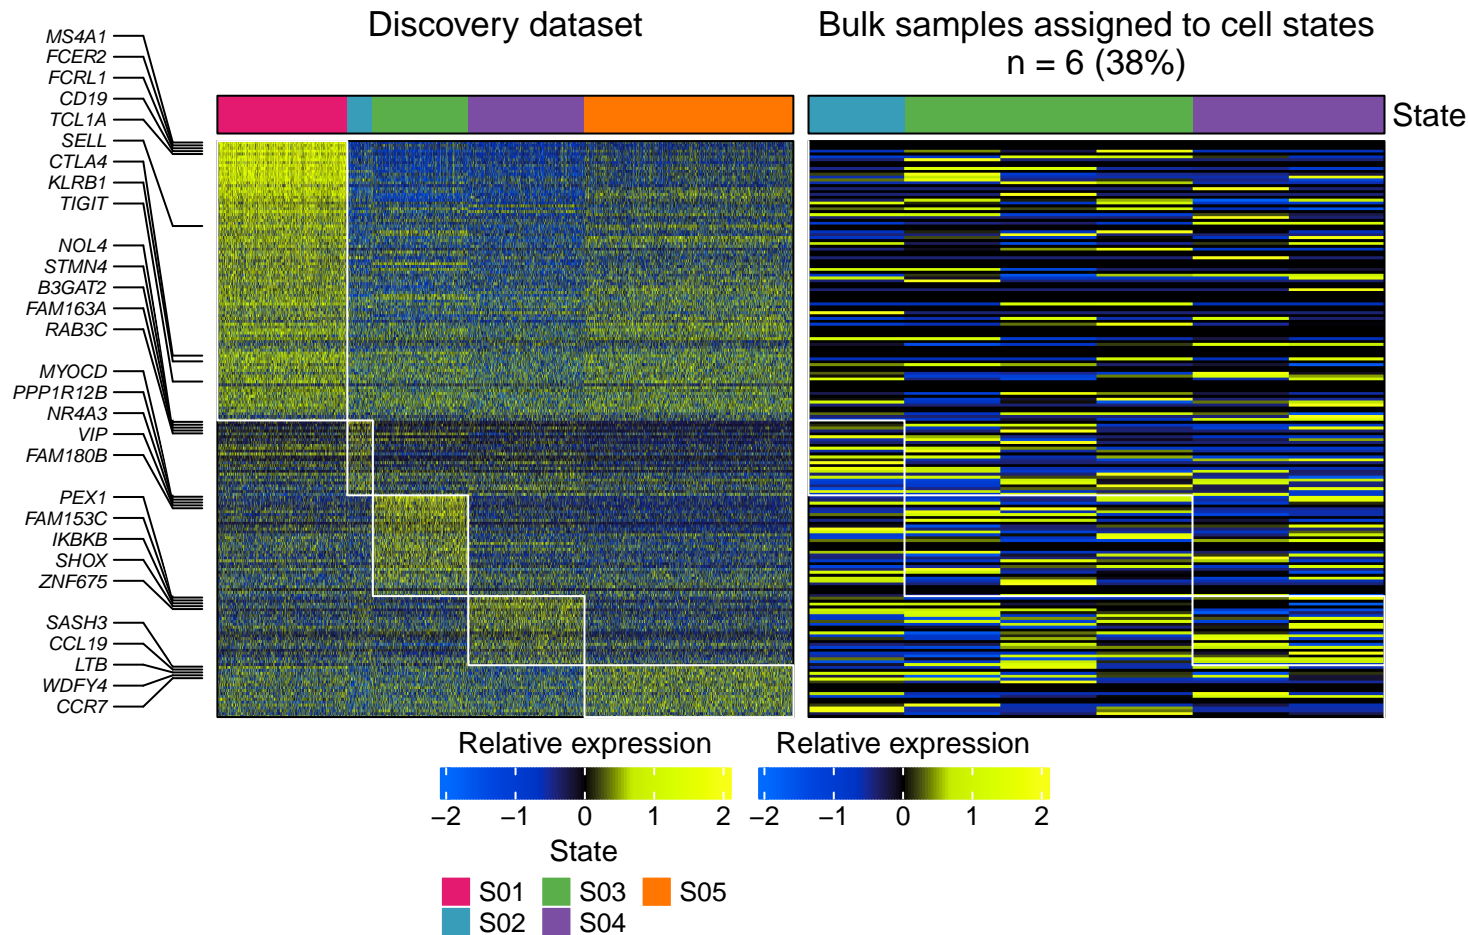 Discovery dataset
Bulk samples assigned to cell states
n = 6 (38%)
State
MS4A1
FCER2
FCRL1
CD19
TCL1A
SELL
CTLA4
KLRB1
TIGIT
NOL4
STMN4
B3GAT2
FAM163A
RAB3C
MYOCD
PPP1R12B
NR4A3
VIP
FAM180B
PEX1
FAM153C
IKBKB
SHOX
ZNF675
SASH3
CCL19
LTB
WDFY4
CCR7
Relative expression
−2 −1 0 1 2
Relative expression
−2 −1 0 1 2
State
S01 S03 S05
S02 S04